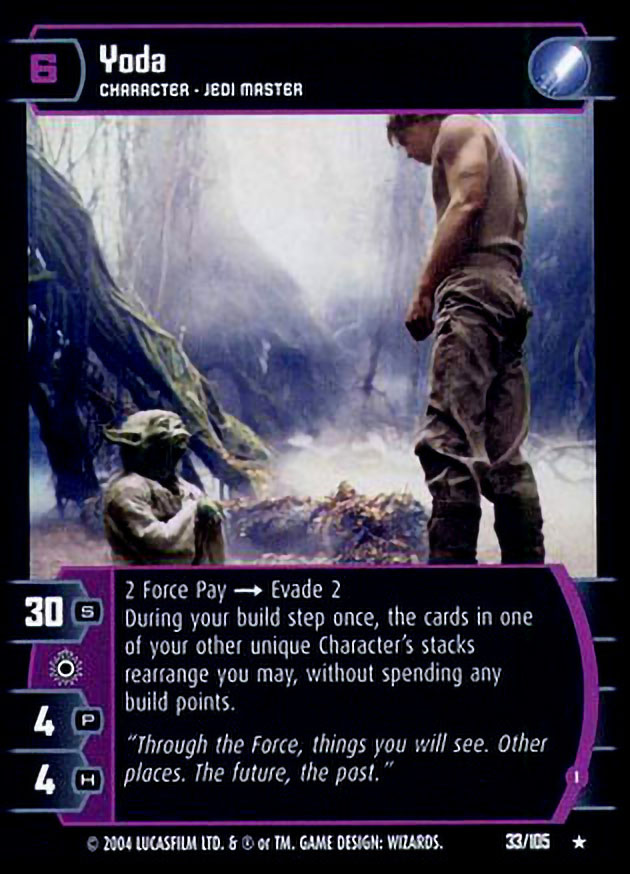 6
Yoda
CHARACTER - JEDI MASTER
2 Force Pay → Evade 2
During your build step once, the cards in one
of your other unique Character's stacks
rearrange you may, without spending any
build points.
"Through the Force, things you will see. Other
places. The future, the past."
30 S
4 P
4 H
1
© 2004 LUCASFILM LTD. & ® or TM. GAME DESIGN: WIZARDS.
33/105 ★